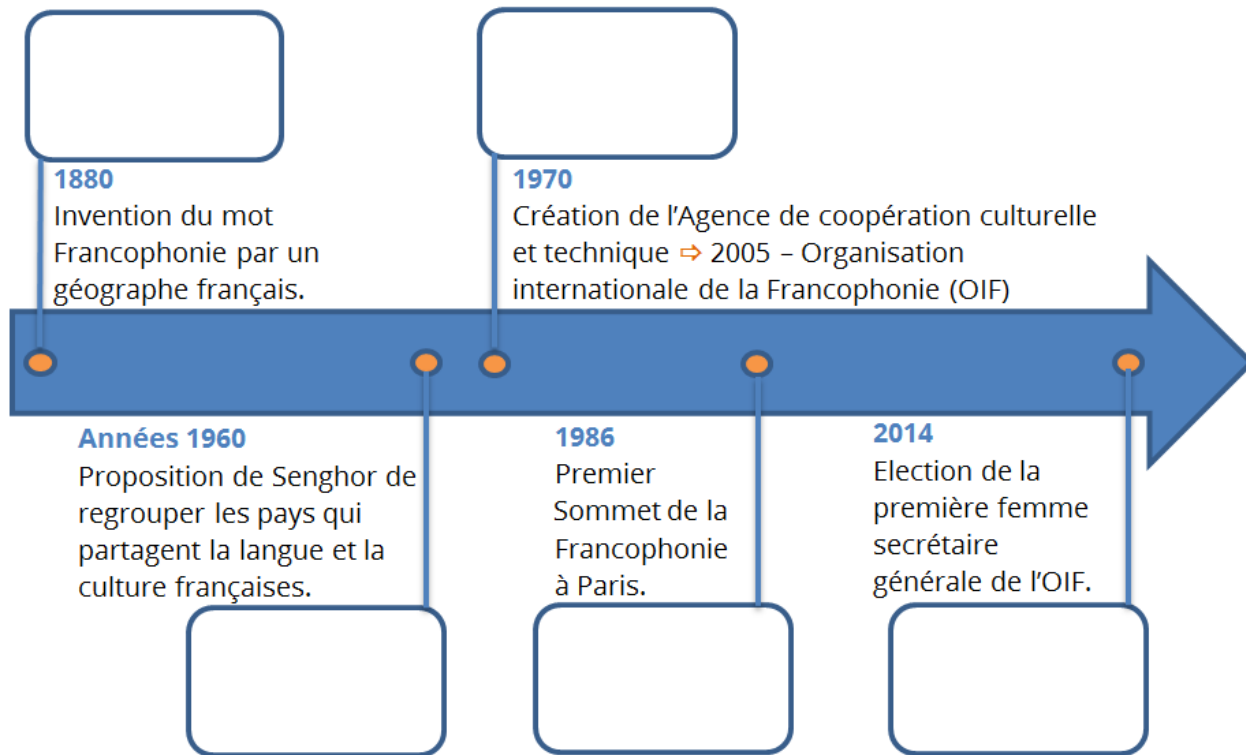 1880
Invention du mot
Francophonie par un
géographe français.
1970
Création de l’Agence de coopération culturelle
et technique ⇨ 2005 – Organisation
internationale de la Francophonie (OIF)
Années 1960
Proposition de Senghor de
regrouper les pays qui
partagent la langue et la
culture françaises.
1986
Premier
Sommet de la
Francophonie
à Paris.
2014
Election de la
première femme
secrétaire
générale de l’OIF.